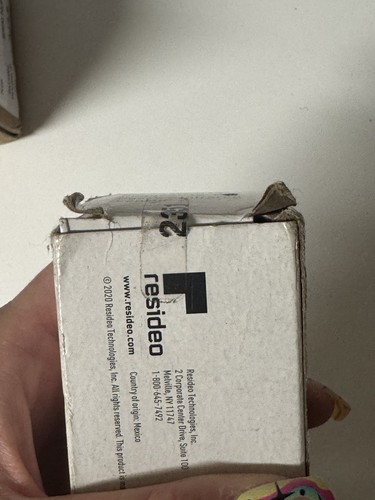 resideo
Resideo Technologies, Inc.
2 Corporate Center Drive, Suite 100
Melville, NY 11747
1-800-645-7492
www.resideo.com
Country of origin: Mexico
© 2020 Resideo Technologies, Inc. All rights reserved. This product is